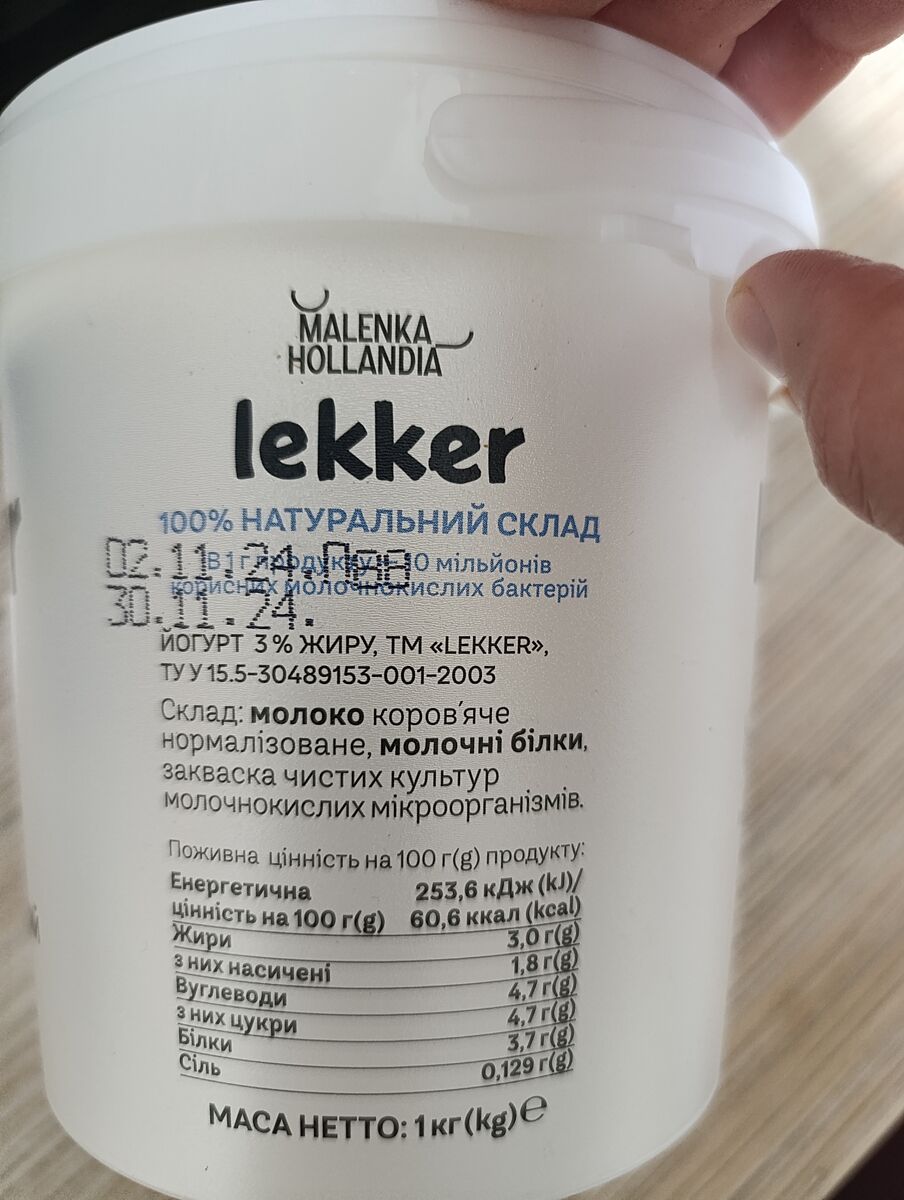 MALENKA
HOLLANDIA
lekker
100% НАТУРАЛЬНИЙ СКЛАД
В 1 г продукту 10 мільйонів
корисних молочнокислих бактерій
02.11.24.
30.11.24.
ЙОГУРТ 3% ЖИРУ, ТМ «LEKKER»,
ТУ У 15.5-30489153-001-2003
Склад: молоко коров'яче
нормалізоване, молочні білки,
закваска чистих культур
молочнокислих мікроорганізмів.
Поживна цінність на 100 г(g) продукту:
Енергетична 253,6 кДж (kJ)/
цінність на 100 г(g) 60,6 ккал (kcal)
Жири 3,0 г(g)
з них насичені 1,8 г(g)
Вуглеводи 4,7 г(g)
з них цукри 4,7 г(g)
Білки 3,7 г(g)
Сіль 0,129 г(g)
МАСА НЕТТО: 1 кг (kg) ℮